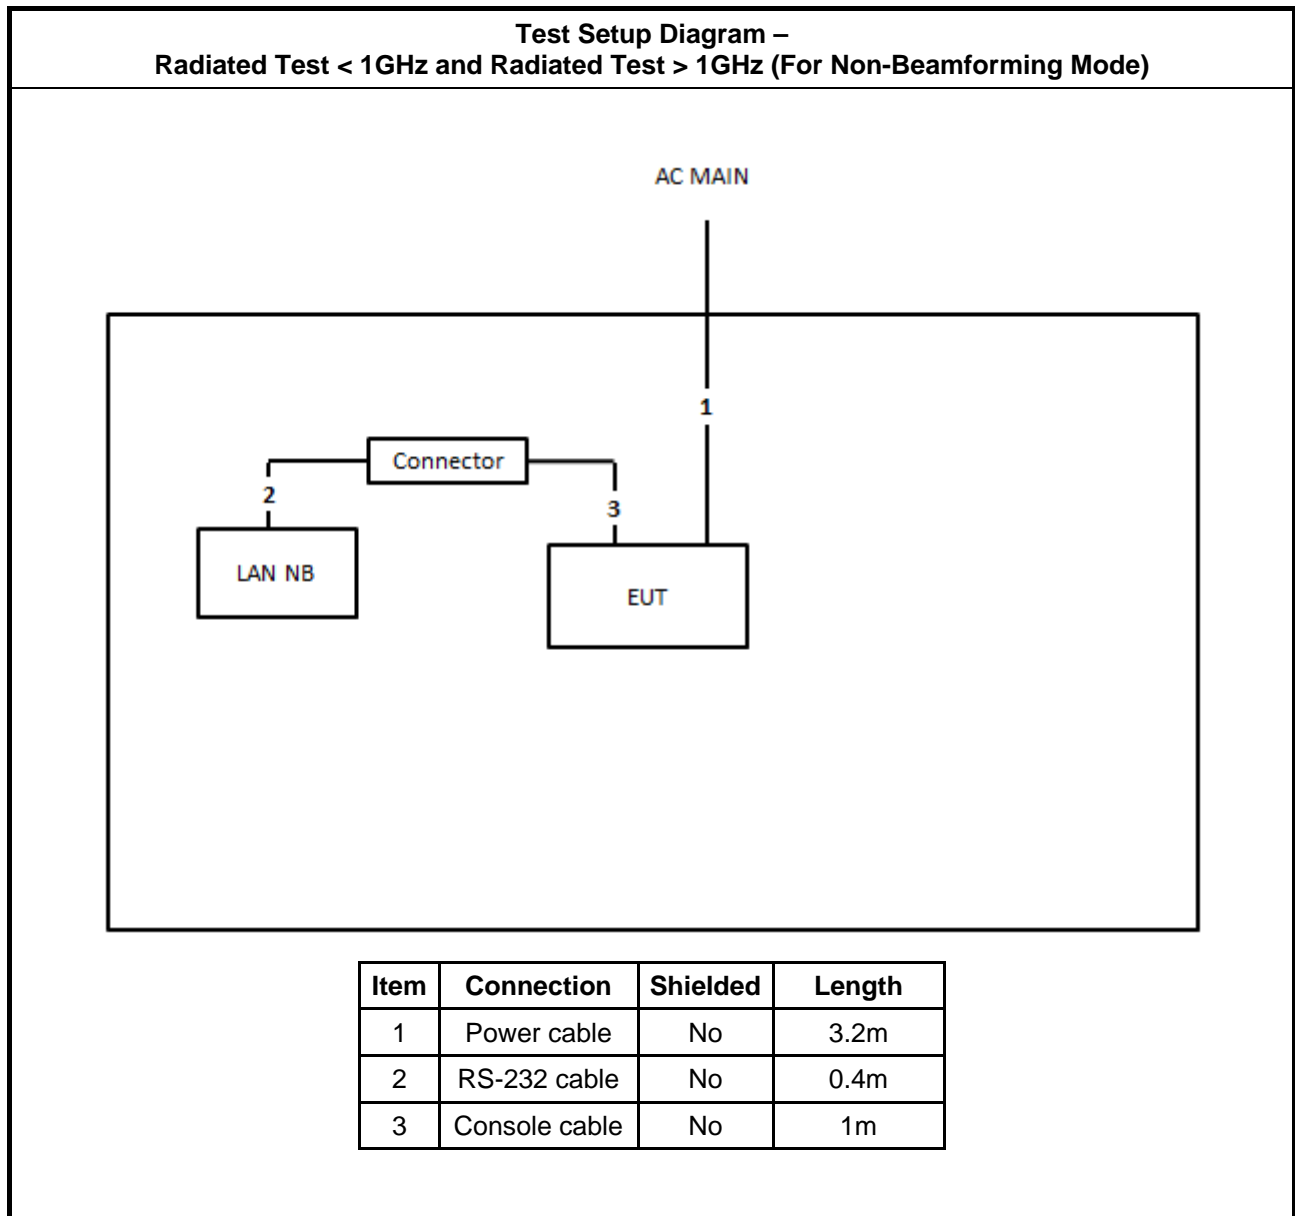 Test Setup Diagram –
Radiated Test < 1GHz and Radiated Test > 1GHz (For Non-Beamforming Mode)
AC MAIN
1
Connector
2
3
LAN NB
EUT
Item Connection Shielded Length
1 Power cable No 3.2m
2 RS-232 cable No 0.4m
3 Console cable No 1m